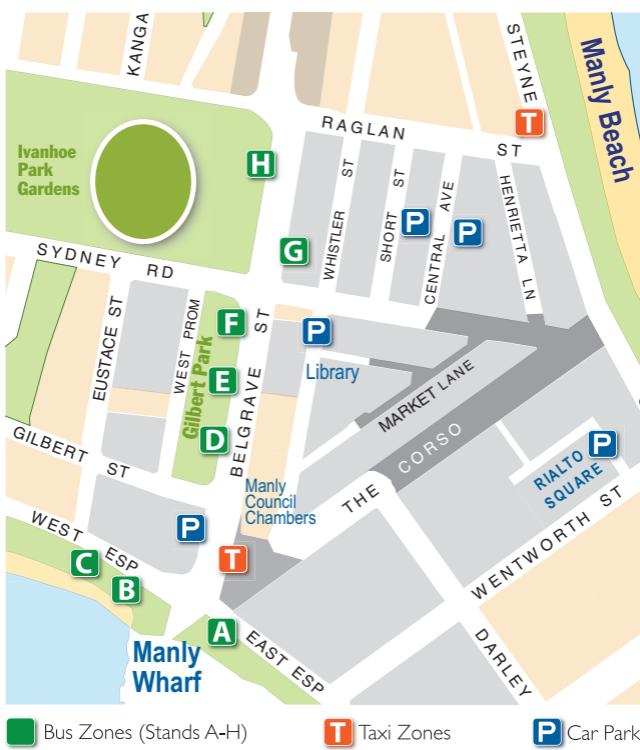 KANGA
STEYNE
Manly Beach
T
RAGLAN ST
Ivanhoe
Park
Gardens
H
WHISTLER ST
SHORT ST
P
CENTRAL AVE
P
HENRIETTA LN
G
SYDNEY RD
EUSTACE ST
WEST PROM
Gilbert Park
F
E
D
BELGRAVE ST
P
Library
MARKET LANE
THE CORSO
GILBERT ST
Manly
Council
Chambers
P
RIALTO
SQUARE
WENTWORTH ST
WEST ESP
P
T
C
B
A
EAST ESP
DARLEY
Manly
Wharf
Bus Zones (Stands A-H)
T Taxi Zones
P Car Park